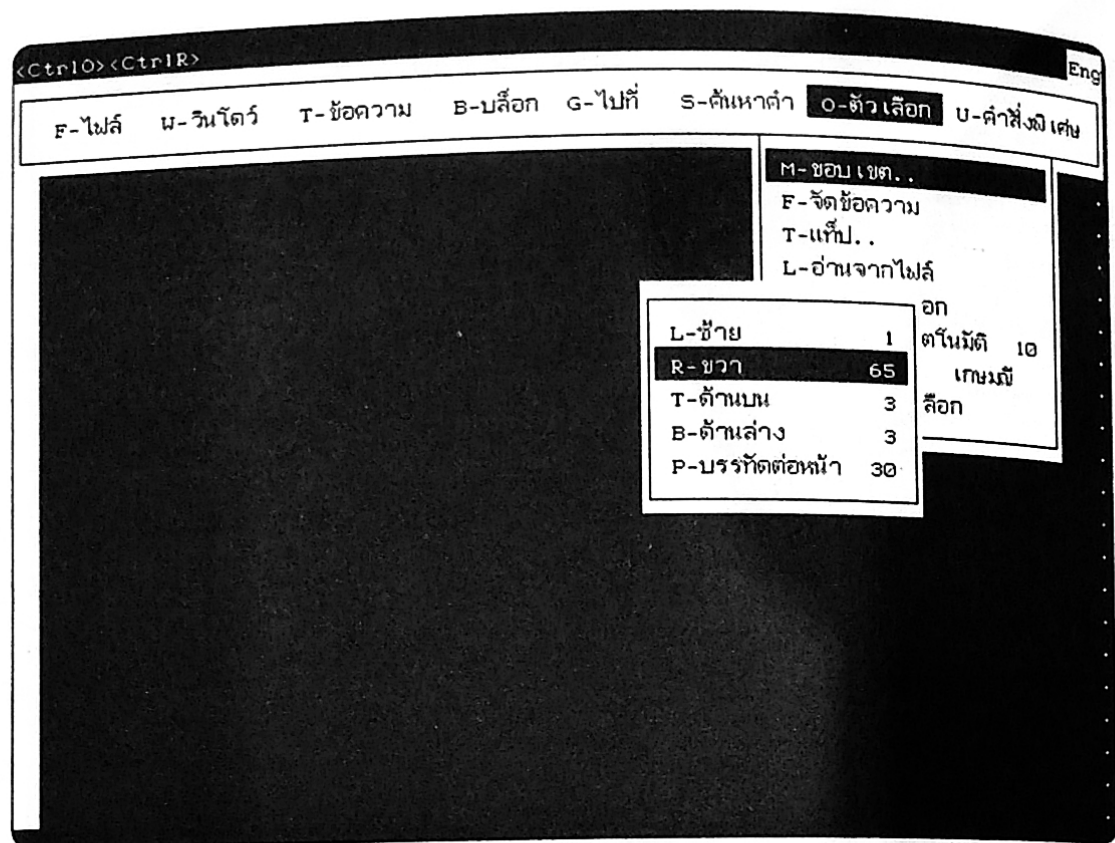 <CtrlO><CtrlR>
Eng
F-ไฟล์ W-วินโดว์ T-ข้อความ B-บล็อก G-ไปที่ S-ค้นหาคำ O-ตัวเลือก U-คำสั่งพิเศษ
M-ขอบเขต..
F-จัดข้อความ
T-แท็ป..
L-อ่านจากไฟล์
อก
ตโนมัติ 10
เกษมณี
ลือก
L-ซ้าย 1
R-ขวา 65
T-ด้านบน 3
B-ด้านล่าง 3
P-บรรทัดต่อหน้า 30